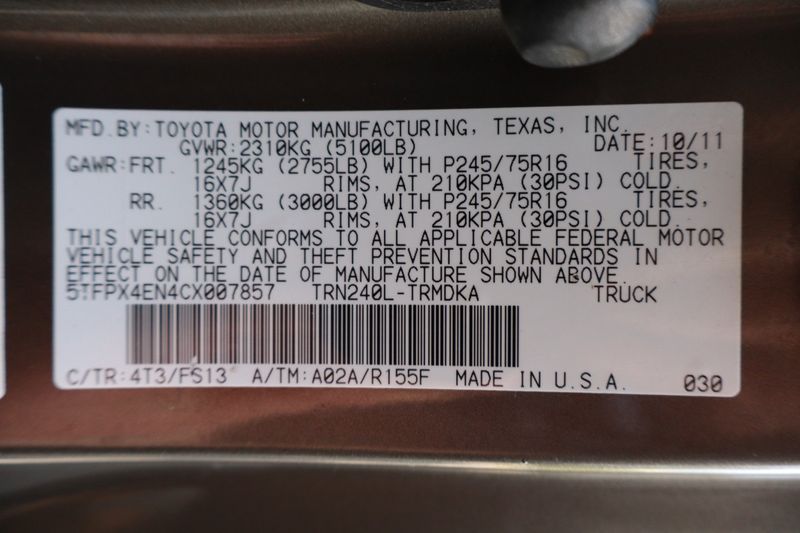 MFD.BY:TOYOTA MOTOR MANUFACTURING, TEXAS, INC.
GVWR:2310KG (5100LB) DATE:10/11
GAWR:FRT. 1245KG (2755LB) WITH P245/75R16 TIRES,
16X7J RIMS, AT 210KPA (30PSI) COLD.
RR. 1360KG (3000LB) WITH P245/75R16 TIRES,
16X7J RIMS, AT 210KPA (30PSI) COLD.
THIS VEHICLE CONFORMS TO ALL APPLICABLE FEDERAL MOTOR
VEHICLE SAFETY AND THEFT PREVENTION STANDARDS IN
EFFECT ON THE DATE OF MANUFACTURE SHOWN ABOVE.
5TFPX4EN4CX007857 TRN240L-TRMDKA TRUCK
C/TR:4T3/FS13 A/TM:A02A/R155F MADE IN U.S.A. 030